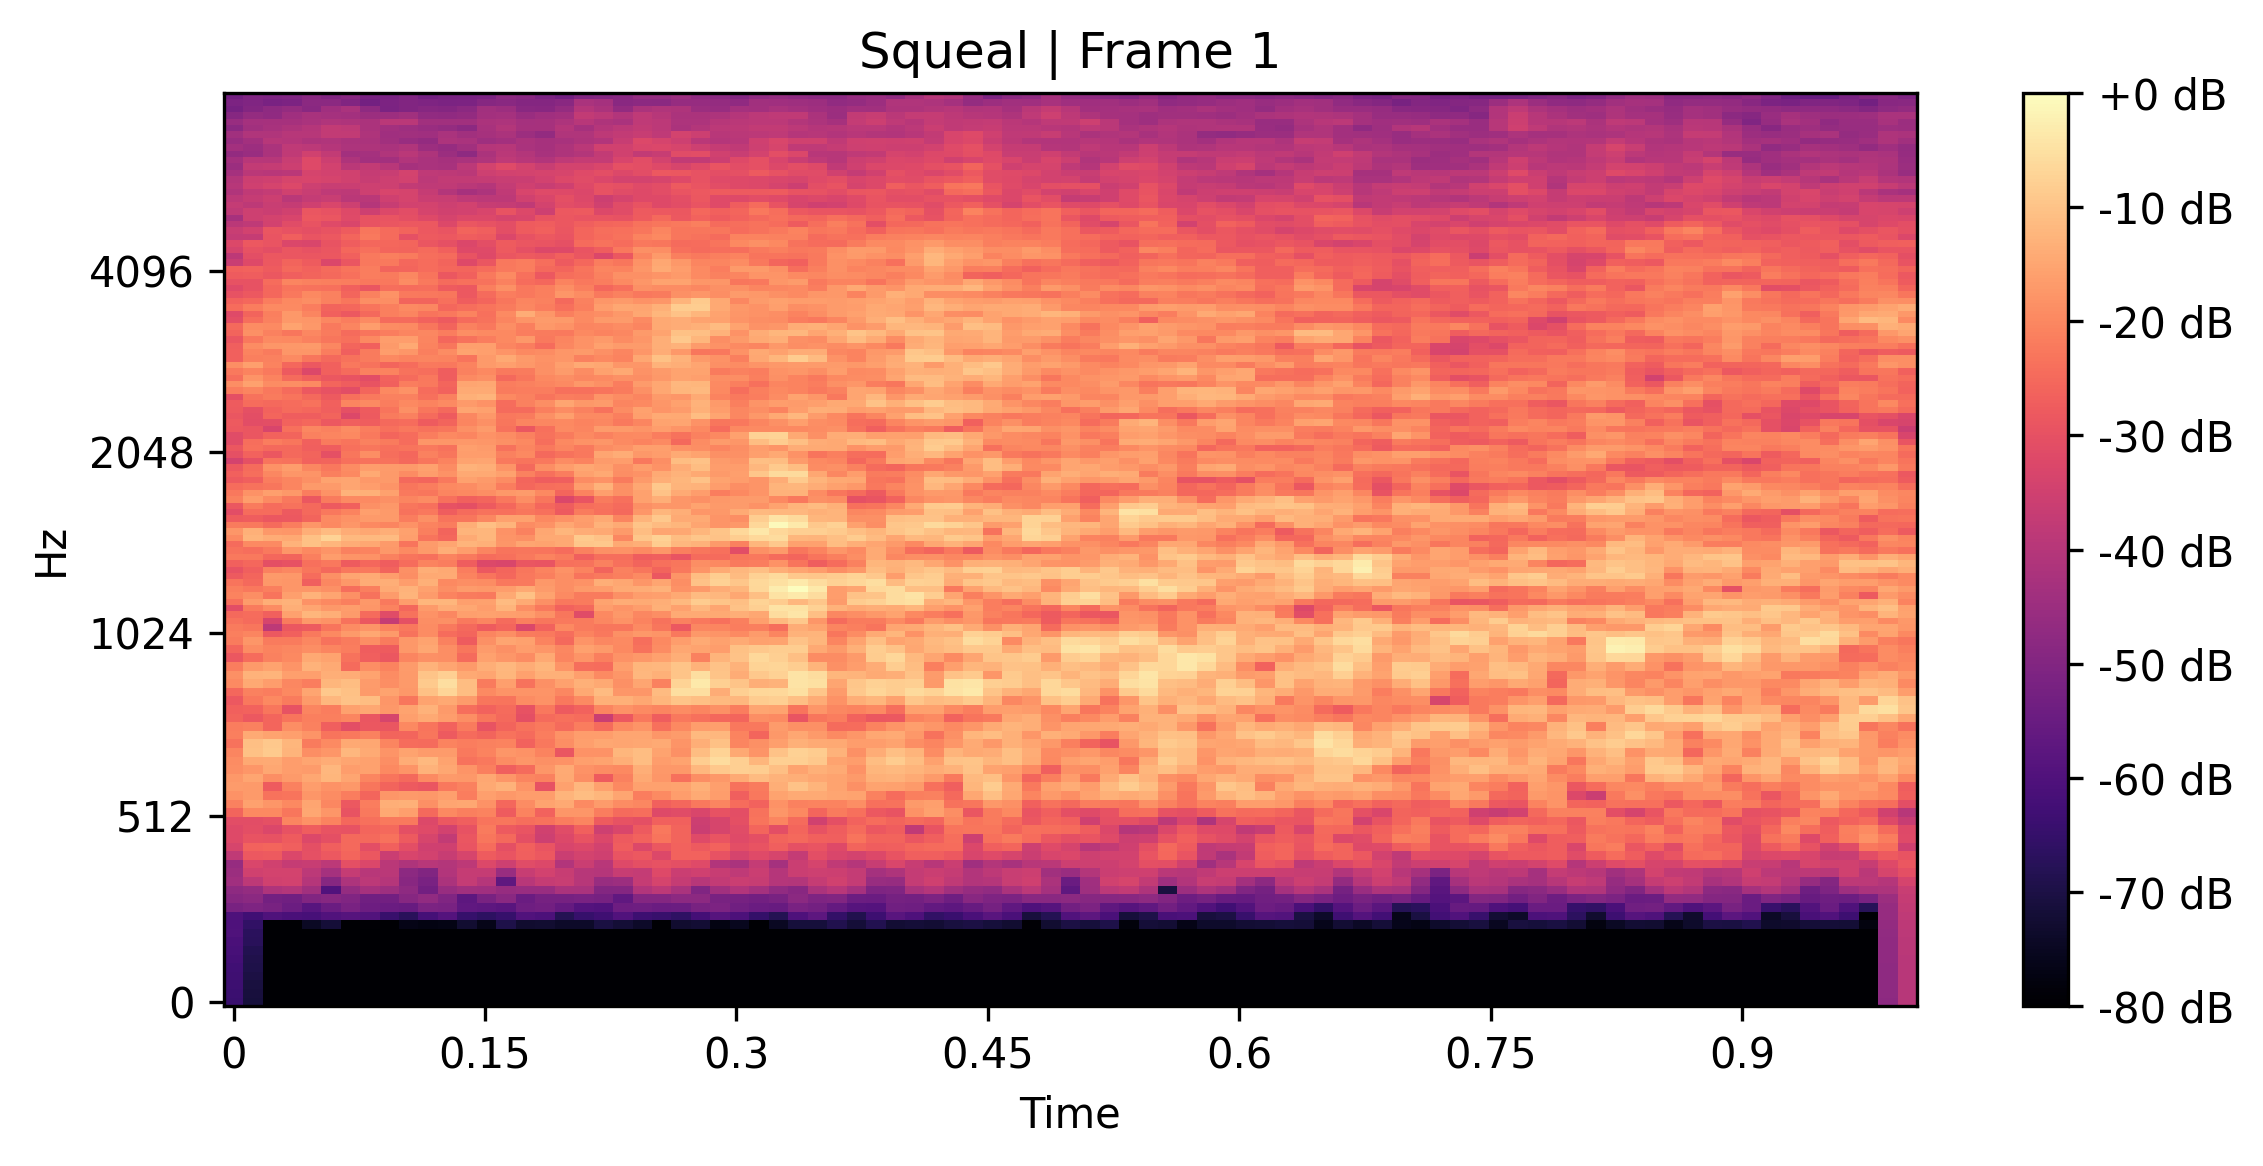 Squeal | Frame 1
+0 dB
-10 dB
-20 dB
-30 dB
-40 dB
-50 dB
-60 dB
-70 dB
-80 dB
4096
2048
1024
512
0
Hz
0 0.15 0.3 0.45 0.6 0.75 0.9
Time